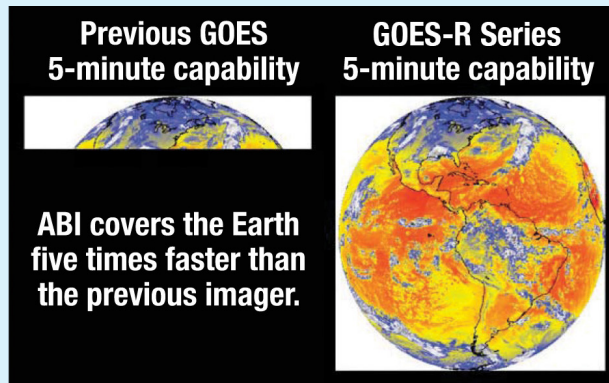 Previous GOES
5-minute capability
GOES-R Series
5-minute capability
ABI covers the Earth
five times faster than
the previous imager.